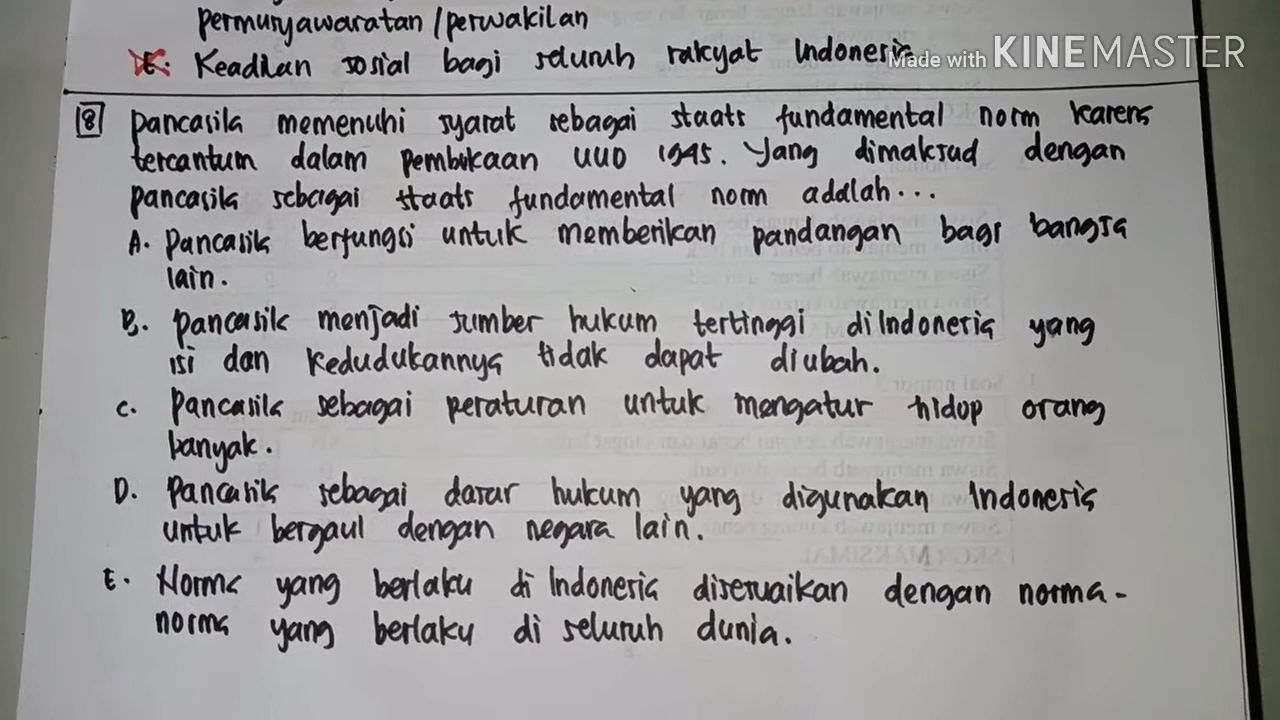 permusyawaratan / perwakilan
E. Keadilan sosial bagi seluruh rakyat Indonesia
Made with KINEMASTER
8 pancasila memenuhi syarat sebagai staats fundamental norm karena
tercantum dalam pembukaan UUD 1945. Yang dimaksud dengan
pancasila sebagai staats fundamental norm adalah...
A. Pancasila berfungsi untuk memberikan pandangan bagi bangsa
lain.
B. pancasila menjadi sumber hukum tertinggi diIndonesia yang
isi dan kedudukannya tidak dapat diubah.
C. Pancasila sebagai peraturan untuk mengatur hidop orang
banyak.
D. Pancasila sebagai dasar hukum yang digunakan Indonesia
untuk bergaul dengan negara lain.
E. Norma yang berlaku di Indonesia disesuaikan dengan norma-
norma yang berlaku di seluruh dunia.